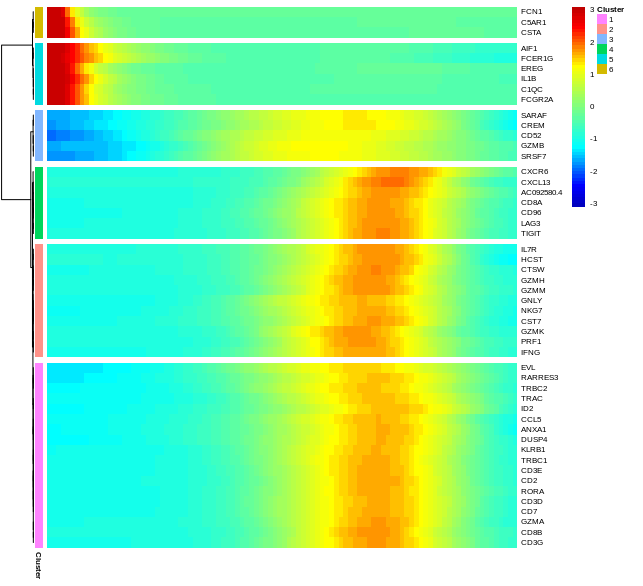 FCN1
C5AR1
CSTA
AIF1
FCER1G
EREG
IL1B
C1QC
FCGR2A
SARAF
CREM
CD52
GZMB
SRSF7
CXCR6
CXCL13
AC092580.4
CD8A
CD96
LAG3
TIGIT
IL7R
HCST
CTSW
GZMH
GZMM
GNLY
NKG7
CST7
GZMK
PRF1
IFNG
EVL
RARRES3
TRBC2
TRAC
ID2
CCL5
ANXA1
DUSP4
KLRB1
TRBC1
CD3E
CD2
RORA
CD3D
CD7
GZMA
CD8B
CD3G
Cluster
3
2
1
0
-1
-2
-3
Cluster
1
2
3
4
5
6